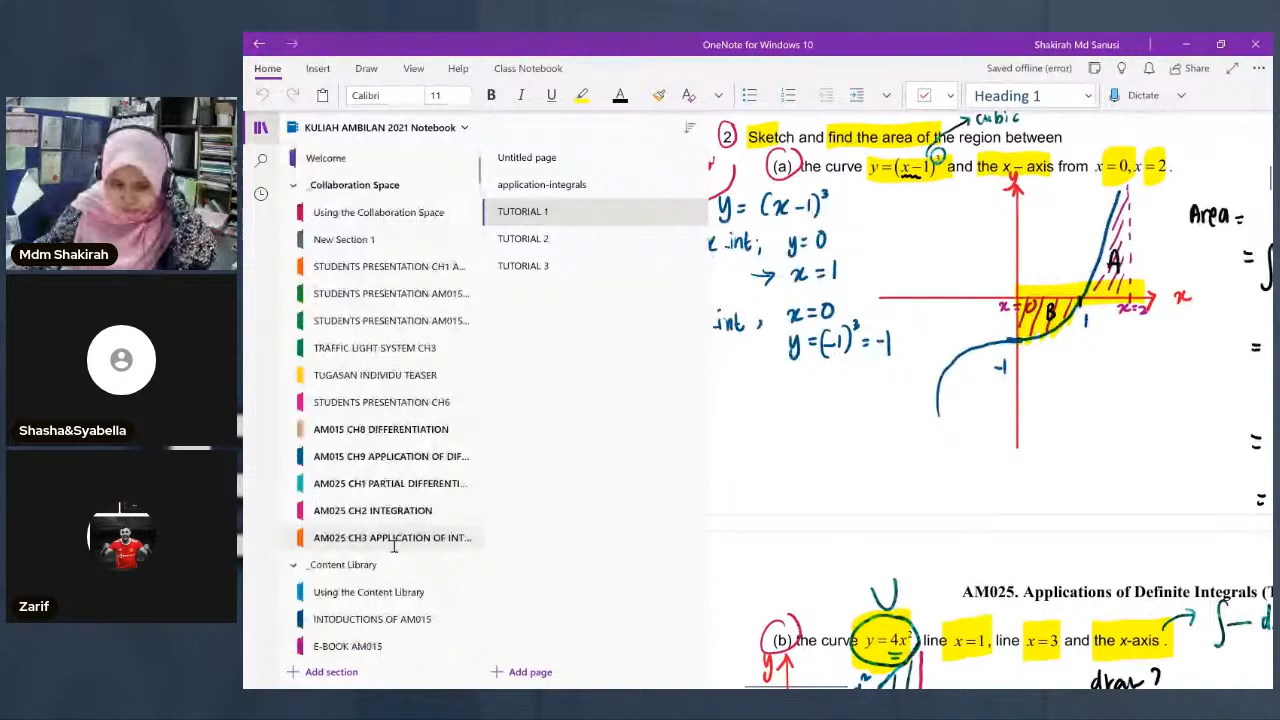 OneNote for Windows 10
Shakirah Md Sanusi
Home
Insert
Draw
View
Help
Class Notebook
Saved offline (error)
Share
Calibri
11
B
I
U
A
Heading 1
Dictate
KULIAH AMBILAN 2021 Notebook
Welcome
_Collaboration Space
Using the Collaboration Space
New Section 1
STUDENTS PRESENTATION CH1 A...
STUDENTS PRESENTATION AM015...
STUDENTS PRESENTATION AM015...
TRAFFIC LIGHT SYSTEM CH3
TUGASAN INDIVIDU TEASER
STUDENTS PRESENTATION CH6
AM015 CH8 DIFFERENTIATION
AM015 CH9 APPLICATION OF DIF...
AM025 CH1 PARTIAL DIFFERENTI...
AM025 CH2 INTEGRATION
AM025 CH3 APPLICATION OF INT...
_Content Library
Using the Content Library
INTODUCTIONS OF AM015
E-BOOK AM015
Add section
Untitled page
application-integrals
TUTORIAL 1
TUTORIAL 2
TUTORIAL 3
Add page
cubic
2 Sketch and find the area of the region between
(a) the curve y=(x−1)³ and the x− axis from x=0, x=2.
y = (x-1)³
x int; y=0
→ x = 1
int, x=0
y=(-1)³ = -1
y
x
A
B
x=0
1
x=2
-1
Area =
= ∫
=
=
=
AM025. Applications of Definite Integrals (T
(b) the curve y=4x², line x=1, line x=3 and the x-axis.
y
draw?
Mdm Shakirah
Shasha&Syabella
Zarif